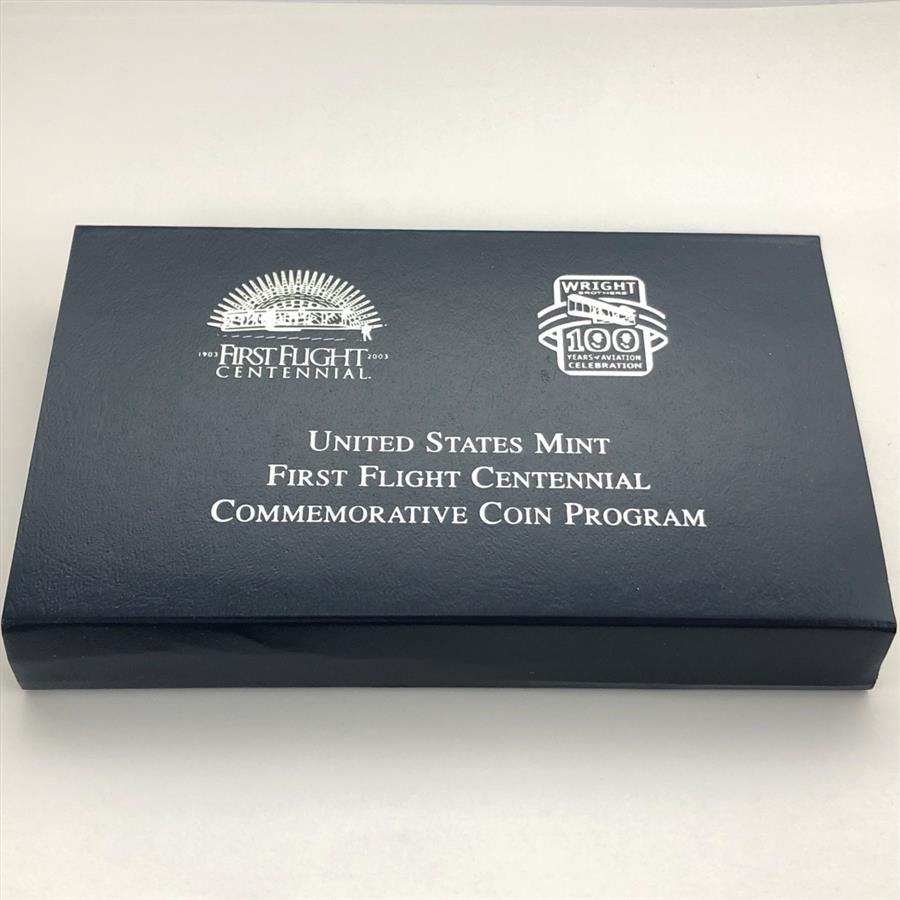 1903 FIRST FLIGHT 2003
CENTENNIAL
WRIGHT
BROTHERS
100
YEARS of AVIATION
CELEBRATION
UNITED STATES MINT
FIRST FLIGHT CENTENNIAL
COMMEMORATIVE COIN PROGRAM